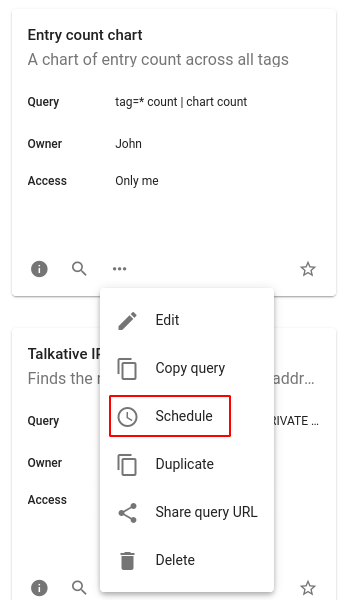 Entry count chart
A chart of entry count across all tags
Query tag=* count | chart count
Owner John
Access Only me
Edit
Talkative IP
Copy query
Finds the addr...
Schedule
Query RIVATE ...
Duplicate
Owner
Share query URL
Access
Delete